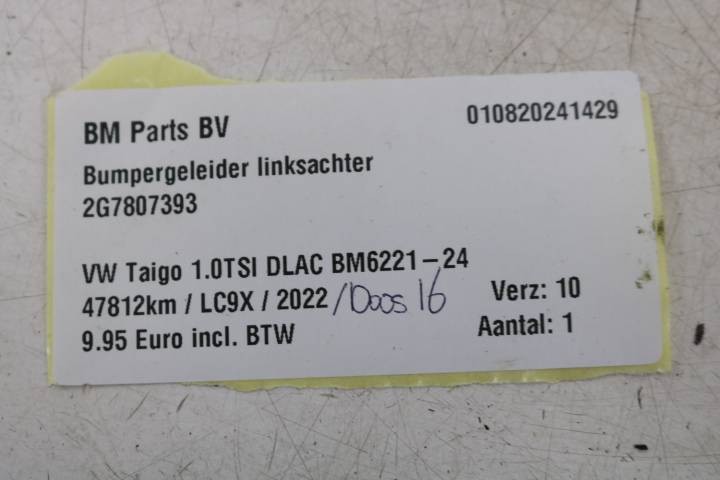 BM Parts BV 010820241429
Bumpergeleider linksachter
2G7807393
VW Taigo 1.0TSI DLAC BM6221-24
47812km / LC9X / 2022 /Doos 16 Verz: 10
9.95 Euro incl. BTW Aantal: 1